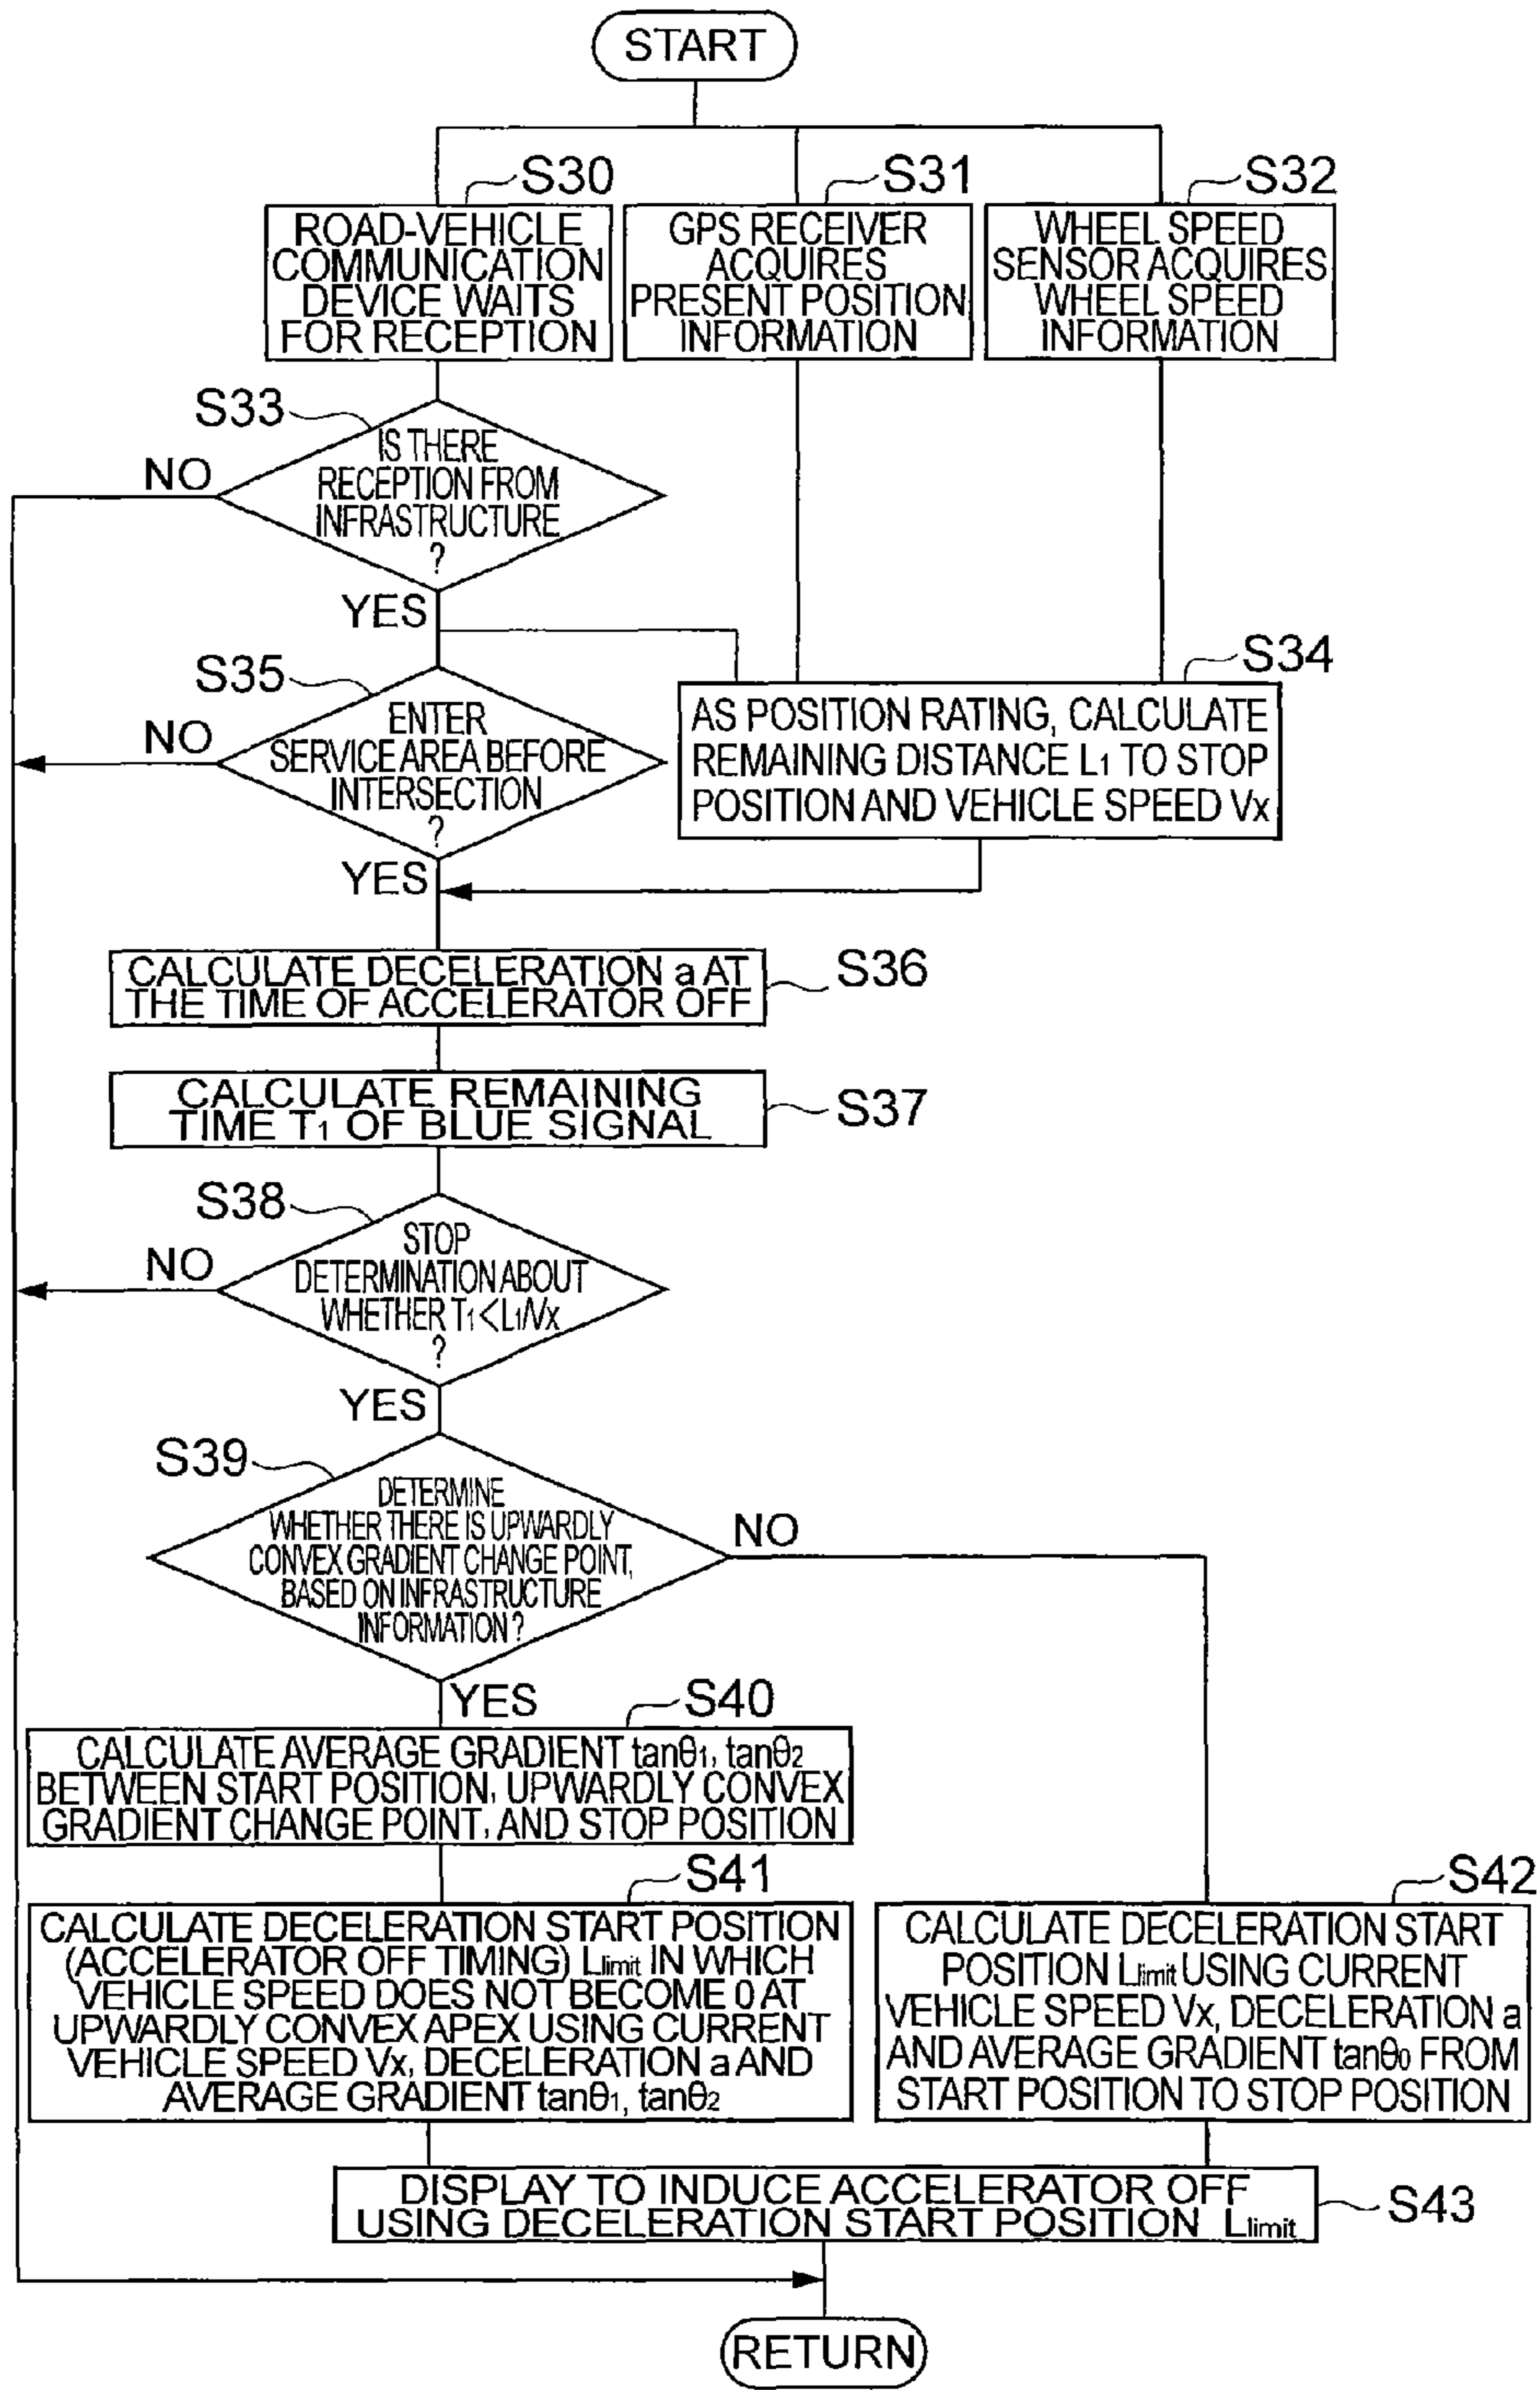 START
S30
ROAD-VEHICLE
COMMUNICATION
DEVICE WAITS
FOR RECEPTION
S31
GPS RECEIVER
ACQUIRES
PRESENT POSITION
INFORMATION
S32
WHEEL SPEED
SENSOR ACQUIRES
WHEEL SPEED
INFORMATION
S33
IS THERE
RECEPTION FROM
INFRASTRUCTURE
?
NO
YES
S34
AS POSITION RATING, CALCULATE
REMAINING DISTANCE L1 TO STOP
POSITION AND VEHICLE SPEED Vx
S35
ENTER
SERVICE AREA BEFORE
INTERSECTION
?
NO
YES
S36
CALCULATE DECELERATION a AT
THE TIME OF ACCELERATOR OFF
S37
CALCULATE REMAINING
TIME T1 OF BLUE SIGNAL
S38
STOP
DETERMINATION ABOUT
WHETHER T1<L1/Vx
?
NO
YES
S39
DETERMINE
WHETHER THERE IS UPWARDLY
CONVEX GRADIENT CHANGE POINT,
BASED ON INFRASTRUCTURE
INFORMATION?
NO
YES
S40
CALCULATE AVERAGE GRADIENT tanθ1, tanθ2
BETWEEN START POSITION, UPWARDLY CONVEX
GRADIENT CHANGE POINT, AND STOP POSITION
S41
CALCULATE DECELERATION START POSITION
(ACCELERATOR OFF TIMING) Llimit IN WHICH
VEHICLE SPEED DOES NOT BECOME 0 AT
UPWARDLY CONVEX APEX USING CURRENT
VEHICLE SPEED Vx, DECELERATION a AND
AVERAGE GRADIENT tanθ1, tanθ2
S42
CALCULATE DECELERATION START
POSITION Llimit USING CURRENT
VEHICLE SPEED Vx, DECELERATION a
AND AVERAGE GRADIENT tanθ0 FROM
START POSITION TO STOP POSITION
S43
DISPLAY TO INDUCE ACCELERATOR OFF
USING DECELERATION START POSITION Llimit
RETURN